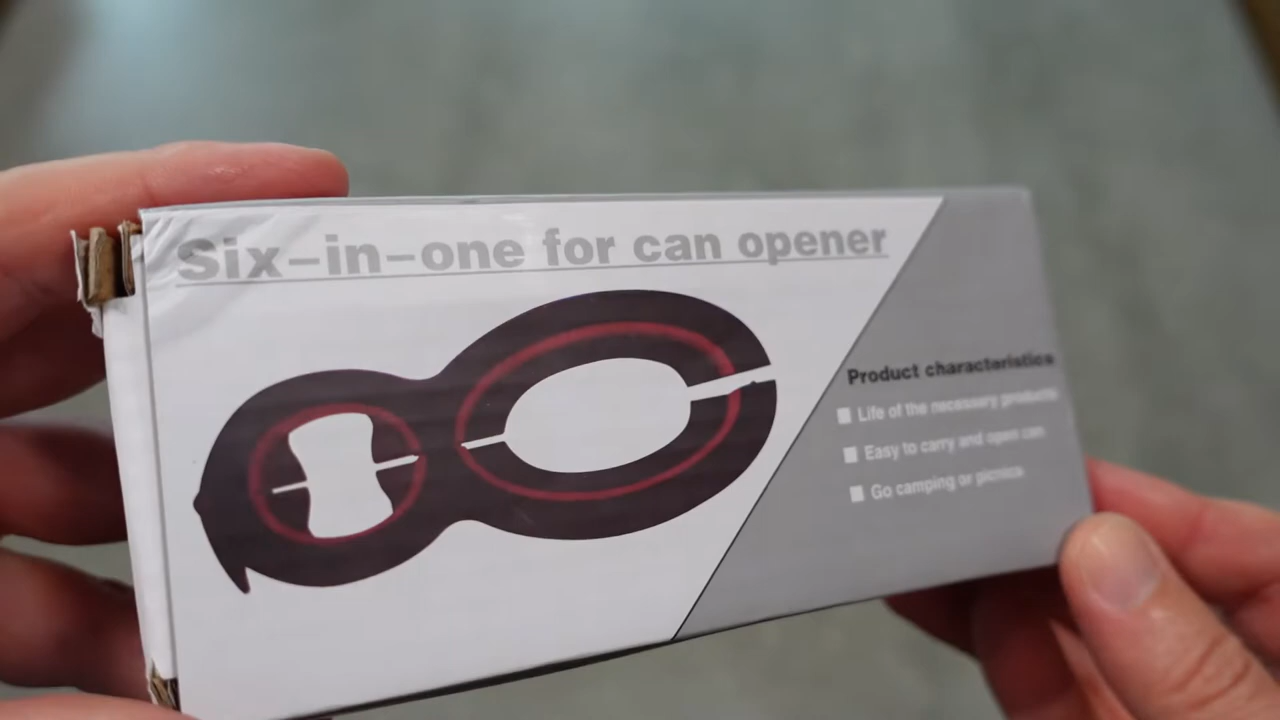 Six-in-one for can opener
Product characteristics
Life of the necessary products
Easy to carry and open can
Go camping or picnics